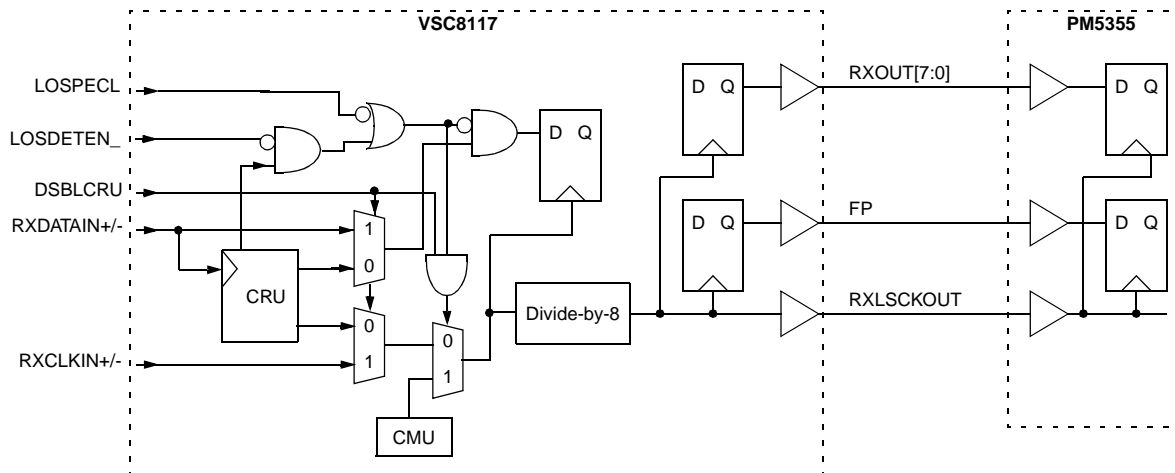 VSC8117
PM5355
LOSPECL
LOSDETEN_
DSBLCRU
RXDATAIN+/-
RXCLKIN+/-
1
0
CRU
0
1
0
1
CMU
D Q
Divide-by-8
D Q
D Q
RXOUT[7:0]
FP
RXLSCKOUT
D Q
D Q